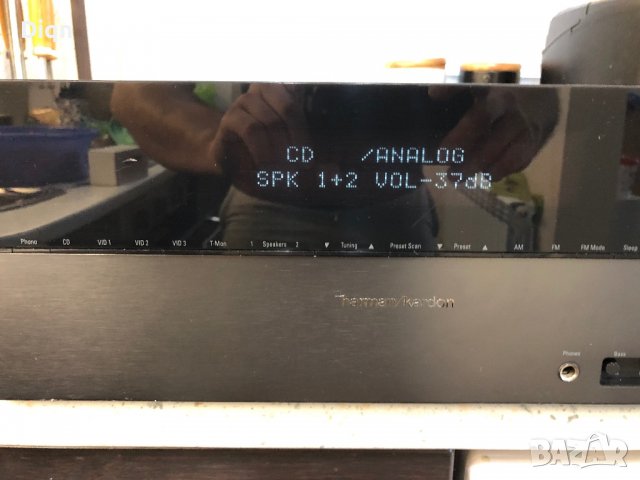 Dian
CD /ANALOG
SPK 1+2 VOL-37dB
Phono CD VID 1 VID 2 VID 3 T-Mon 1 Speakers 2 ▼ Tuning ▲ Preset Scan ▼ Preset ▲ AM FM FM Mode Sleep
harman/kardon
Phones Bass
BAZAR